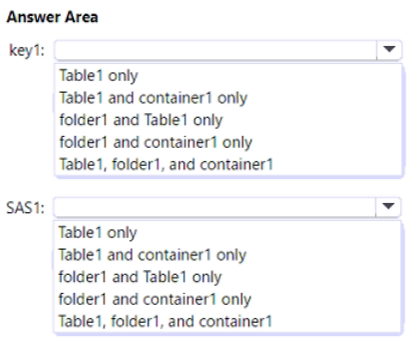 Answer Area
key1:
Table1 only
Table1 and container1 only
folder1 and Table1 only
folder1 and container1 only
Table1, folder1, and container1
SAS1:
Table1 only
Table1 and container1 only
folder1 and Table1 only
folder1 and container1 only
Table1, folder1, and container1